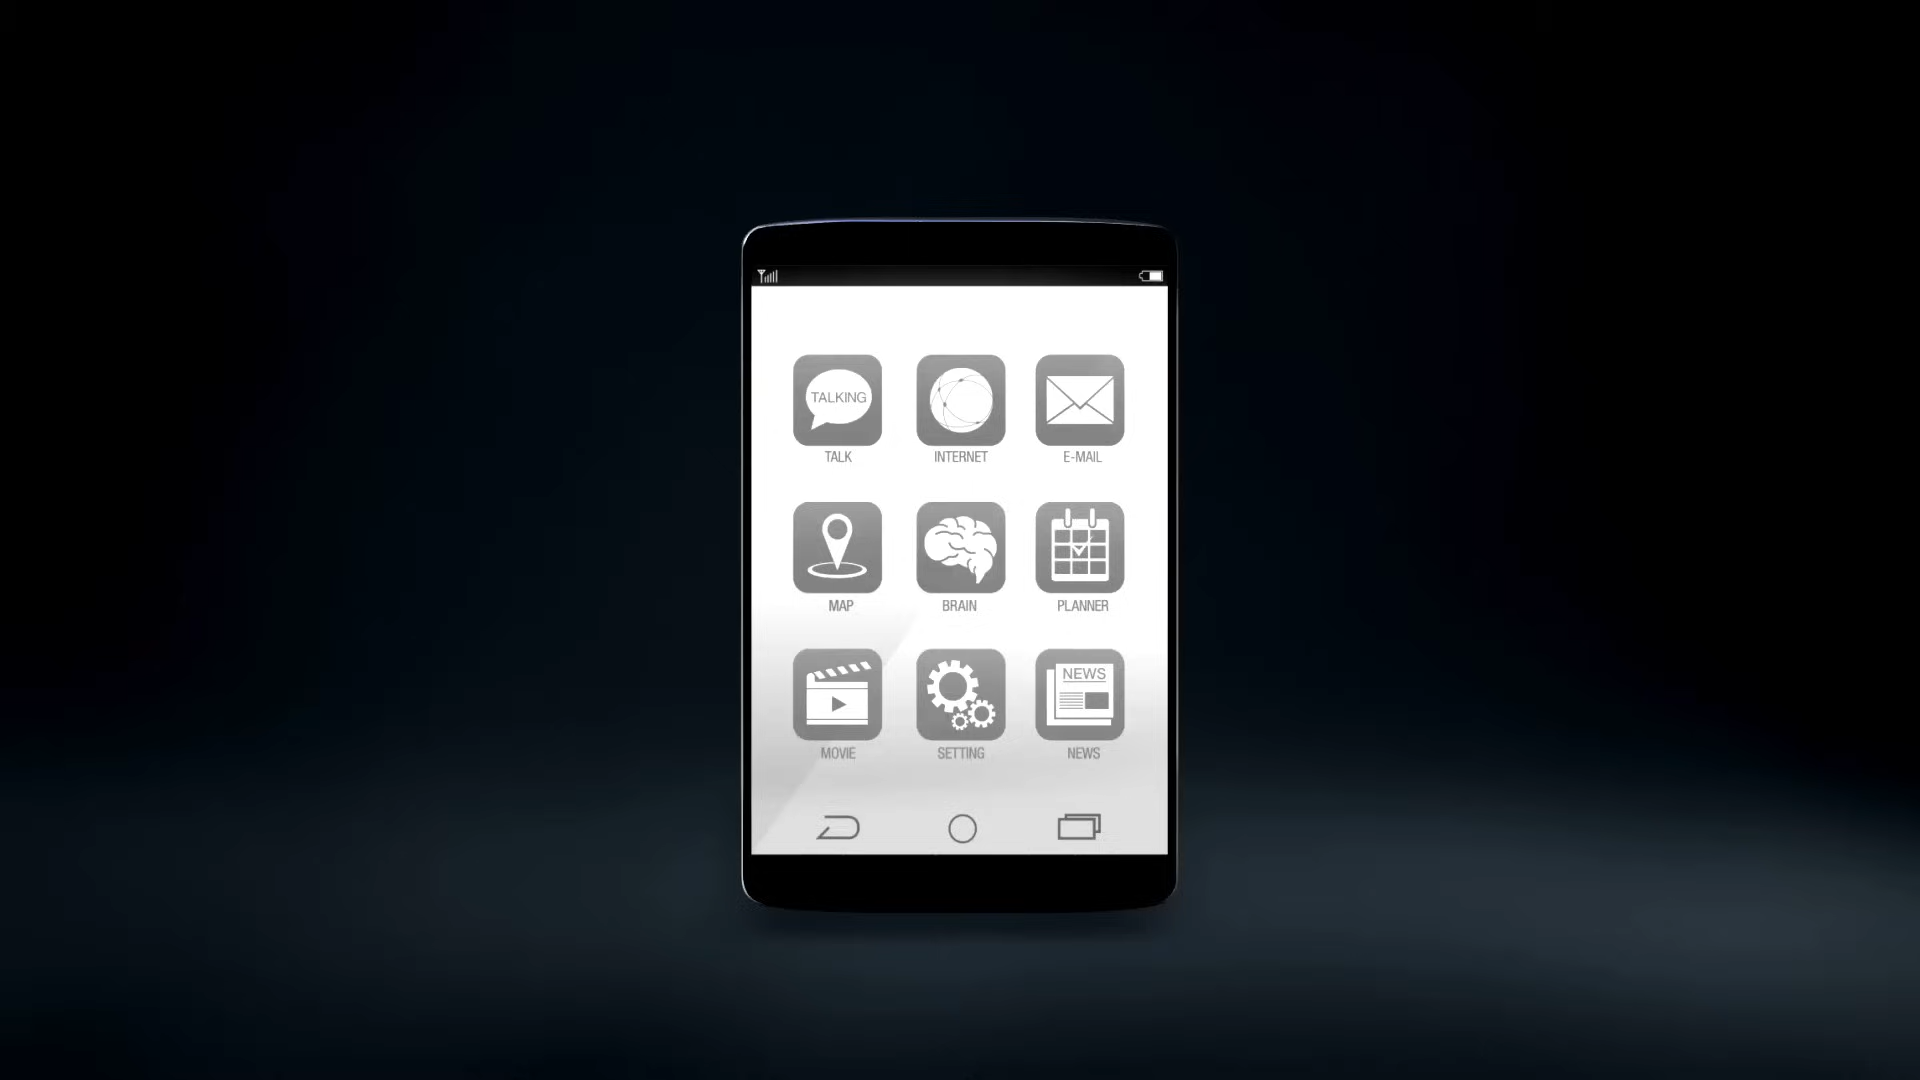 TALKING
TALK
INTERNET
E-MAIL
MAP
BRAIN
PLANNER
MOVIE
SETTING
NEWS
NEWS